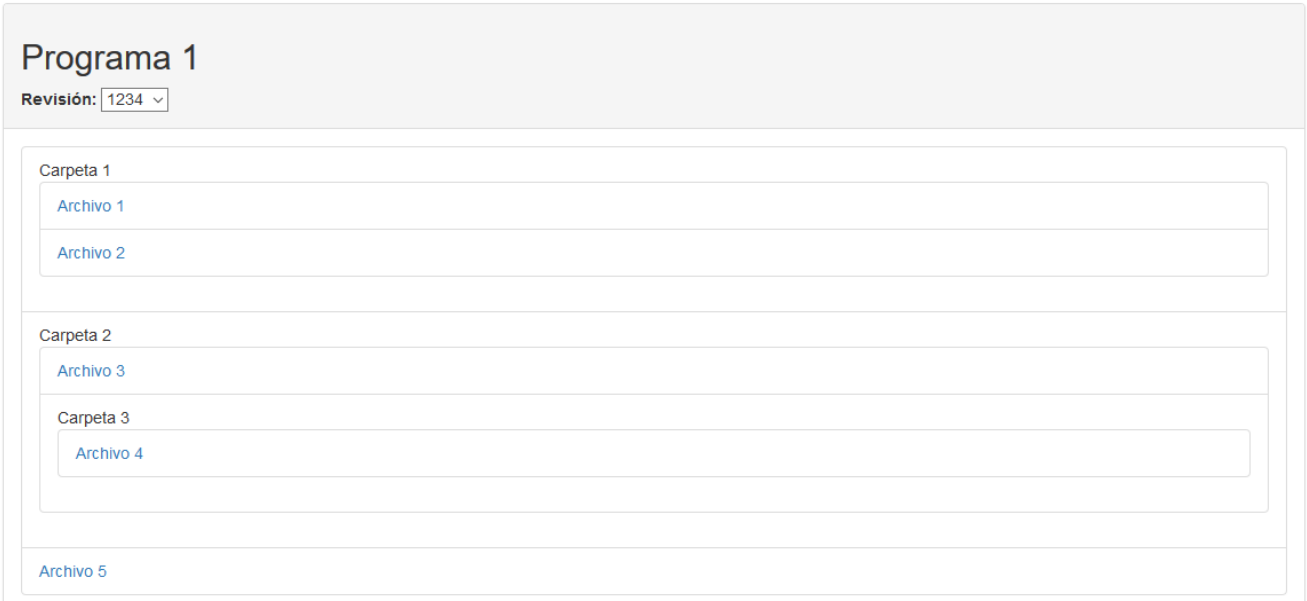 Programa 1
Revisión: 1234
Carpeta 1
Archivo 1
Archivo 2
Carpeta 2
Archivo 3
Carpeta 3
Archivo 4
Archivo 5